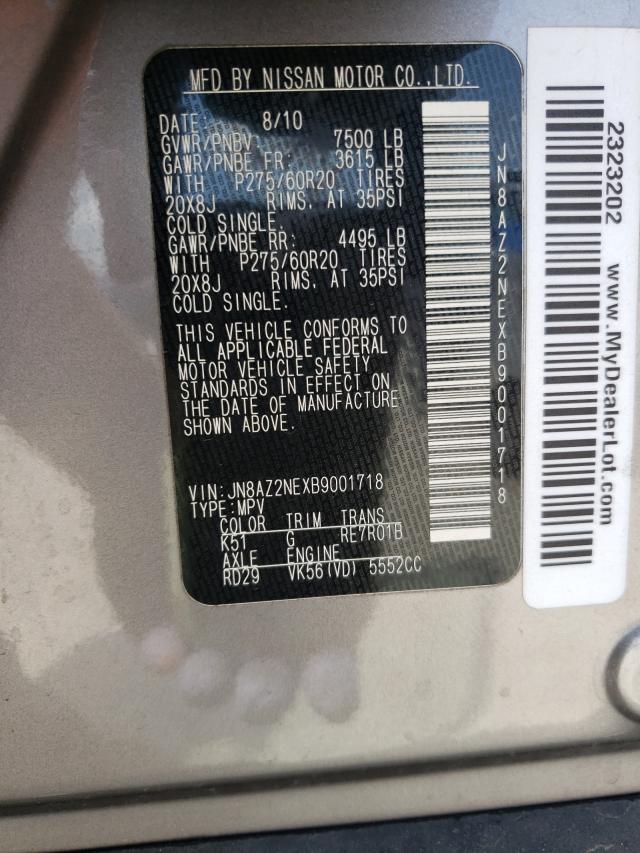 MFD BY NISSAN MOTOR CO.,LTD.
DATE: 8/10
GVWR/PNBV: 7500 LB
GAWR/PNBE FR: 3615 LB
WITH P275/60R20 TIRES
20X8J RIMS, AT 35PSI
COLD SINGLE.
GAWR/PNBE RR: 4495 LB
WITH P275/60R20 TIRES
20X8J RIMS, AT 35PSI
COLD SINGLE.
THIS VEHICLE CONFORMS TO
ALL APPLICABLE FEDERAL
MOTOR VEHICLE SAFETY
STANDARDS IN EFFECT ON
THE DATE OF MANUFACTURE
SHOWN ABOVE.
VIN: JN8AZ2NEXB9001718
TYPE: MPV
COLOR TRIM TRANS
K51 G RE7R01B
AXLE ENGINE
RD29 VK56(VD) 5552CC
JN8AZ2NEXB9001718
2323202 www.MyDealerLot.com